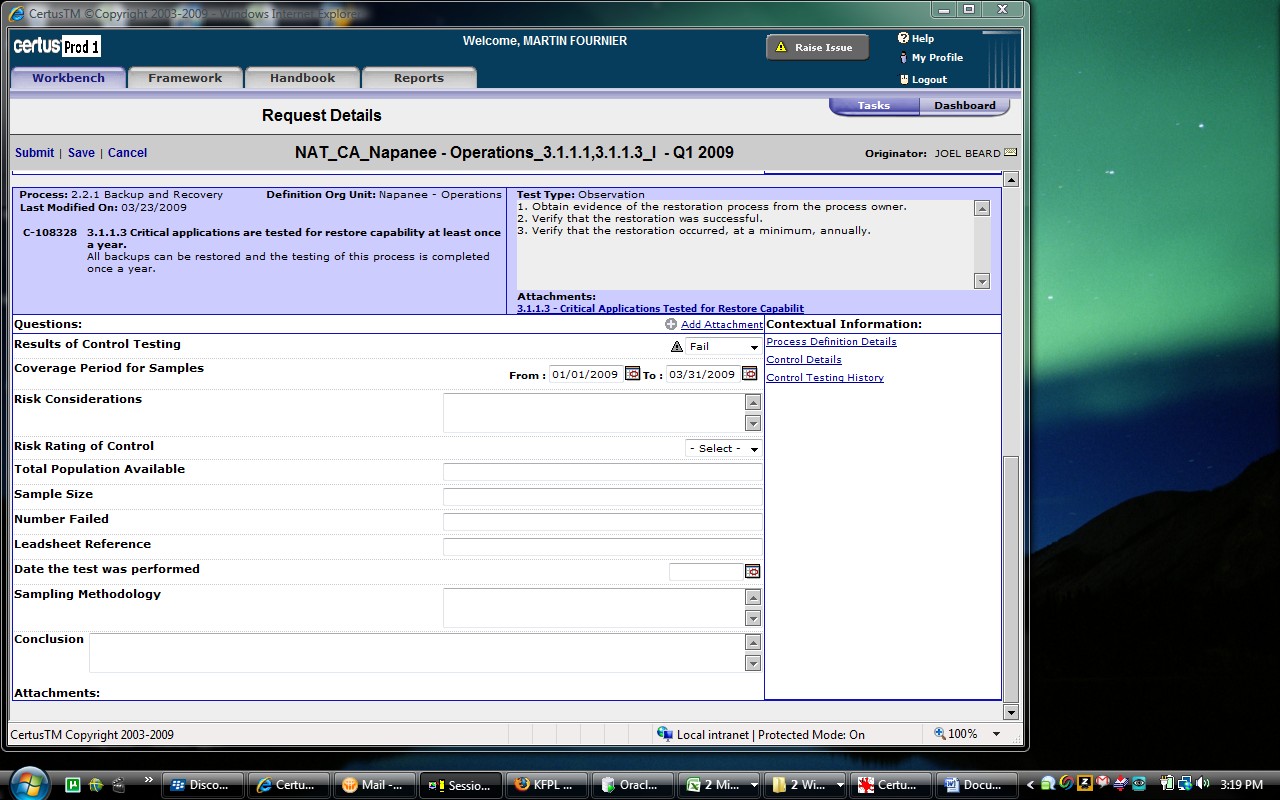 CertusTM ©Copyright 2003-2009 - Windows Internet Explorer
certus Prod 1
Welcome, MARTIN FOURNIER
Raise Issue
Help
My Profile
Logout
Workbench Framework Handbook Reports
Request Details
Tasks Dashboard
Submit | Save | Cancel
NAT_CA_Napanee - Operations_3.1.1.1,3.1.1.3_I - Q1 2009
Originator: JOEL BEARD
Process: 2.2.1 Backup and Recovery Definition Org Unit: Napanee - Operations
Last Modified On: 03/23/2009
C-108328 3.1.1.3 Critical applications are tested for restore capability at least once
a year.
All backups can be restored and the testing of this process is completed
once a year.
Test Type: Observation
1. Obtain evidence of the restoration process from the process owner.
2. Verify that the restoration was successful.
3. Verify that the restoration occurred, at a minimum, annually.
Attachments:
3.1.1.3 - Critical Applications Tested for Restore Capabilit
Questions: Add Attachment
Results of Control Testing Fail
Coverage Period for Samples
From : 01/01/2009 To : 03/31/2009
Risk Considerations
Risk Rating of Control - Select -
Total Population Available
Sample Size
Number Failed
Leadsheet Reference
Date the test was performed
Sampling Methodology
Conclusion
Attachments:
Contextual Information:
Process Definition Details
Control Details
Control Testing History
CertusTM Copyright 2003-2009
Local intranet | Protected Mode: On
100%
Disco... Certu... Mail -... Sessio... KFPL ... Oracl... 2 Mi... 2 Wi... Certu... Docu...
3:19 PM